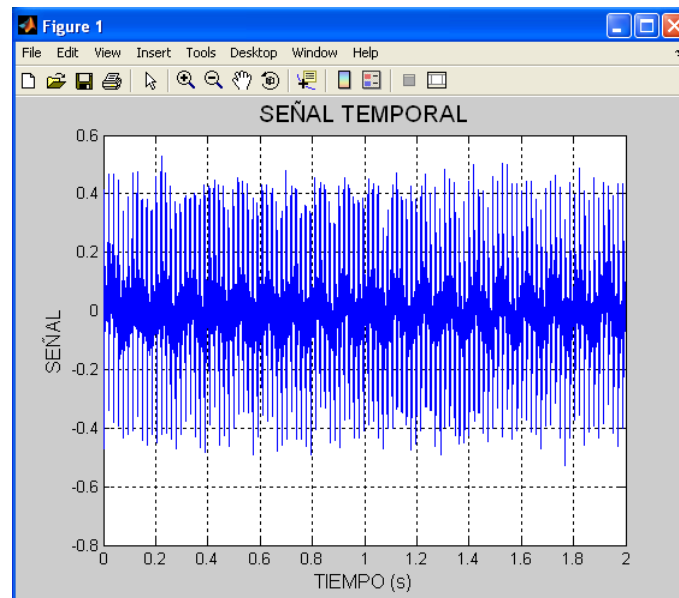 Figure 1
File Edit View Insert Tools Desktop Window Help
SEÑAL TEMPORAL
0.6
0.4
0.2
0
-0.2
-0.4
-0.6
-0.8
SEÑAL
0 0.2 0.4 0.6 0.8 1 1.2 1.4 1.6 1.8 2
TIEMPO (s)